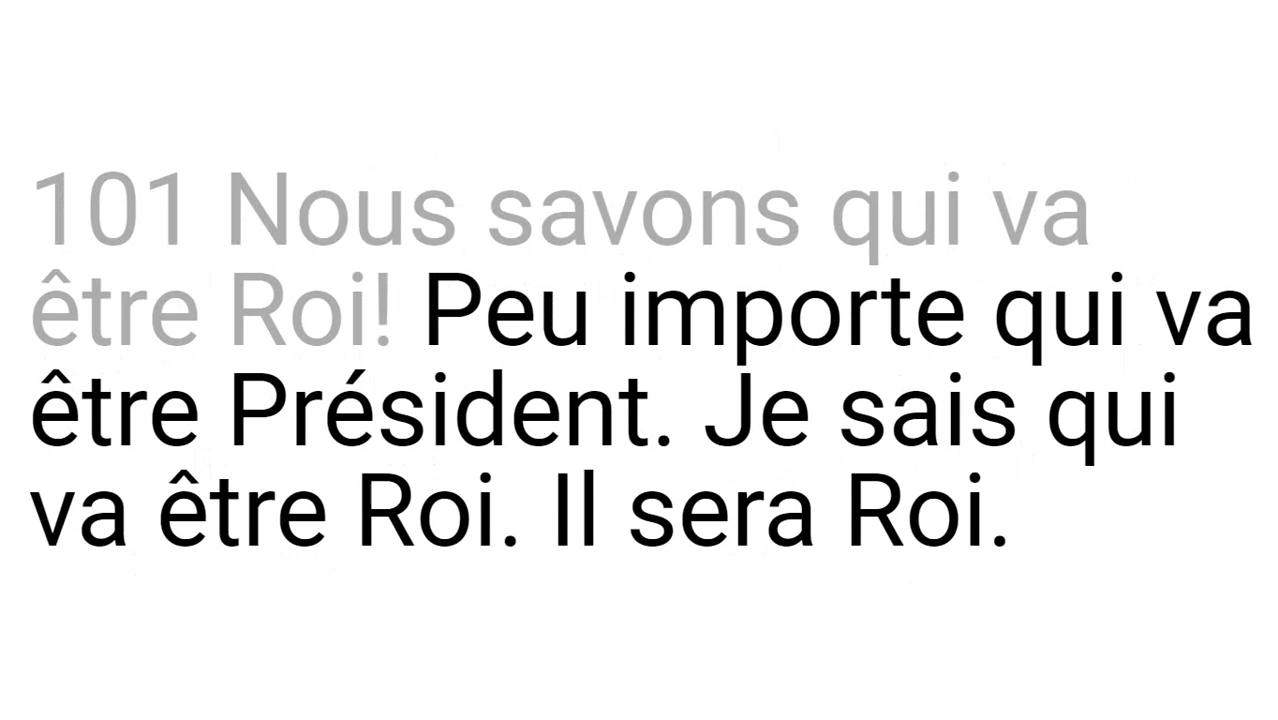 101 Nous savons qui va
être Roi! Peu importe qui va
être Président. Je sais qui
va être Roi. Il sera Roi.